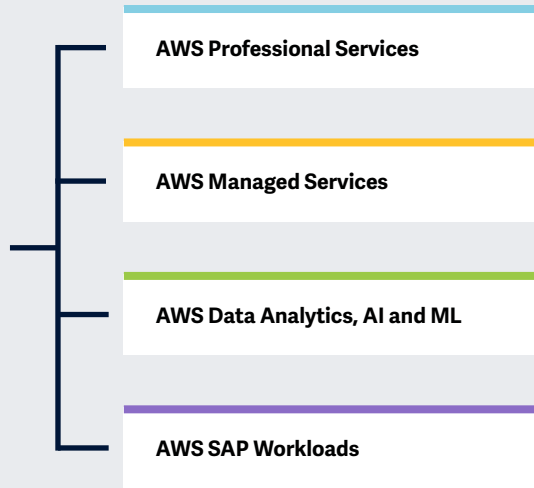 AWS Professional Services
AWS Managed Services
AWS Data Analytics, AI and ML
AWS SAP Workloads